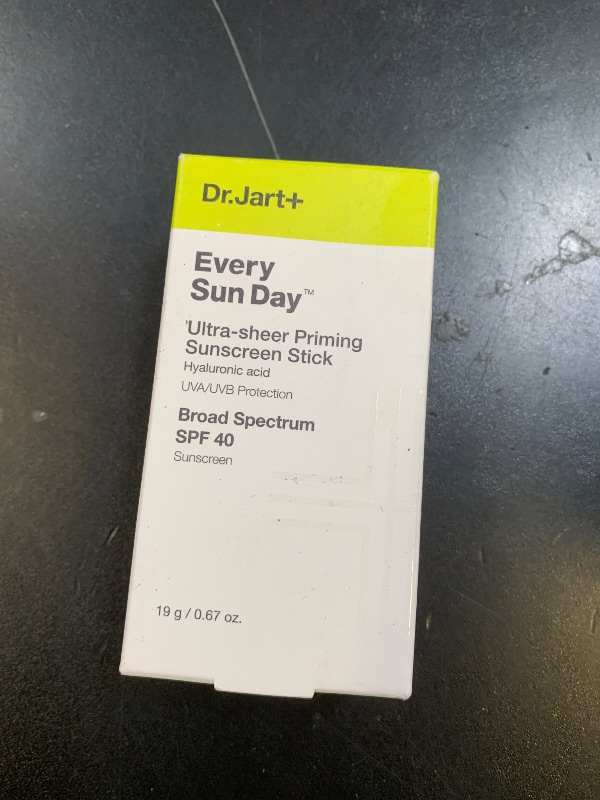 Dr.Jart+
Every
Sun Day™
Ultra-sheer Priming
Sunscreen Stick
Hyaluronic acid
UVA/UVB Protection
Broad Spectrum
SPF 40
Sunscreen
19 g / 0.67 oz.